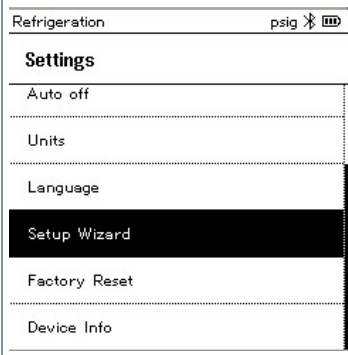 Refrigeration psig
Settings
Auto off
Units
Language
Setup Wizard
Factory Reset
Device Info